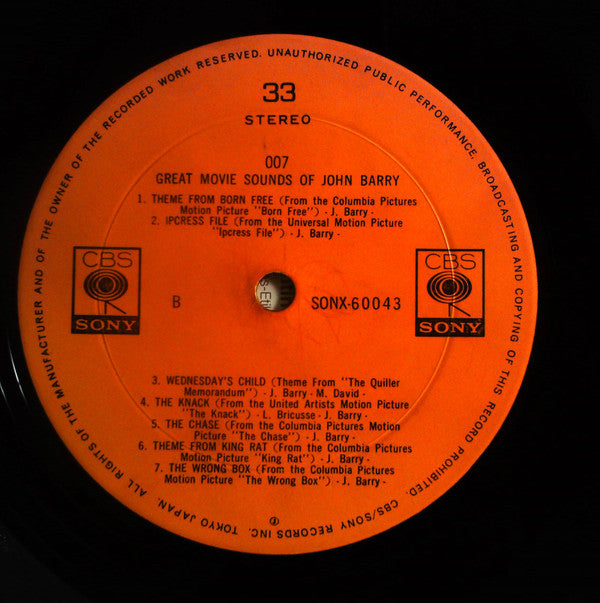 ALL RIGHTS OF THE MANUFACTURER AND OF THE OWNER OF THE RECORDED WORK RESERVED. UNAUTHORIZED PUBLIC PERFORMANCE. BROADCASTING AND COPYING OF THIS RECORD PROHIBITED. CBS/SONY RECORDS INC. TOKYO JAPAN.
33
STEREO
007
GREAT MOVIE SOUNDS OF JOHN BARRY
1. THEME FROM BORN FREE (From the Columbia Pictures
Motion Picture "Born Free") - J. Barry -
2. IPCRESS FILE (From the Universal Motion Picture
"Ipcress File") - J. Barry -
CBS
SONY
B
SONX-60043
CBS
SONY
3. WEDNESDAY'S CHILD (Theme From "The Quiller
Memorandum") - J. Barry - M. David -
4. THE KNACK (From the United Artists Motion Picture
"The Knack") - L. Bricusse - J. Barry -
5. THE CHASE (From the Columbia Pictures Motion
Picture "The Chase") - J. Barry -
6. THEME FROM KING RAT (From the Columbia Pictures
Motion Picture "King Rat") - J. Barry -
7. THE WRONG BOX (From the Columbia Pictures
Motion Picture "The Wrong Box") - J. Barry -
℗